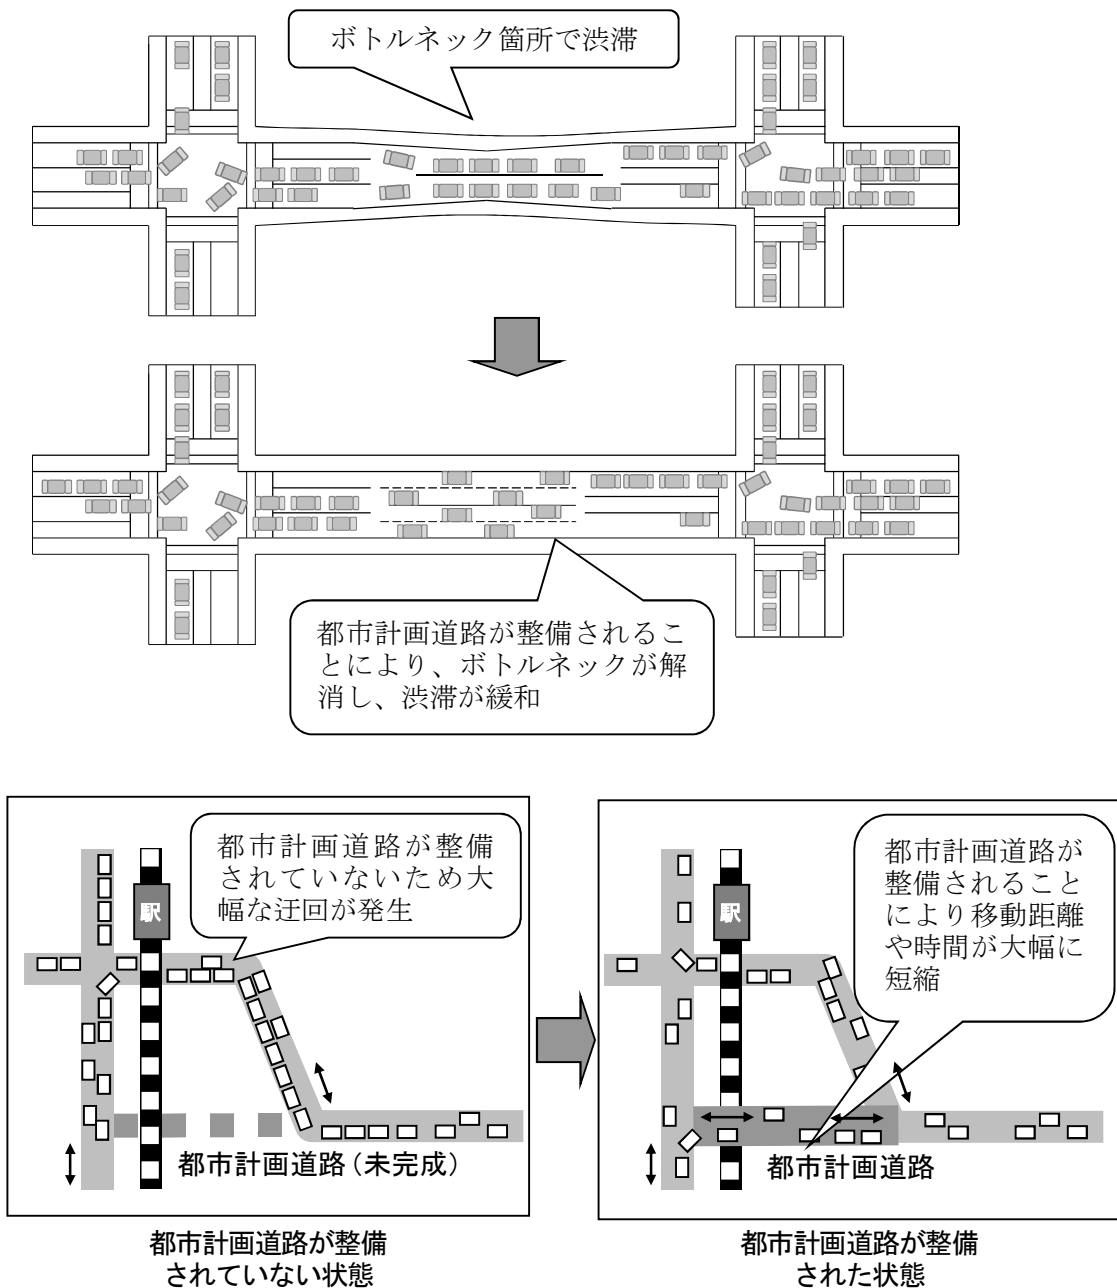 ボトルネック箇所で渋滞
都市計画道路が整備されるこ
とにより、ボトルネックが解
消し、渋滞が緩和
都市計画道路が整備
されていないため大
幅な迂回が発生
駅
都市計画道路（未完成）
都市計画道路が整備
されていない状態
都市計画道路が
整備されること
により移動距離
や時間が大幅に
短縮
駅
都市計画道路
都市計画道路が整備
された状態